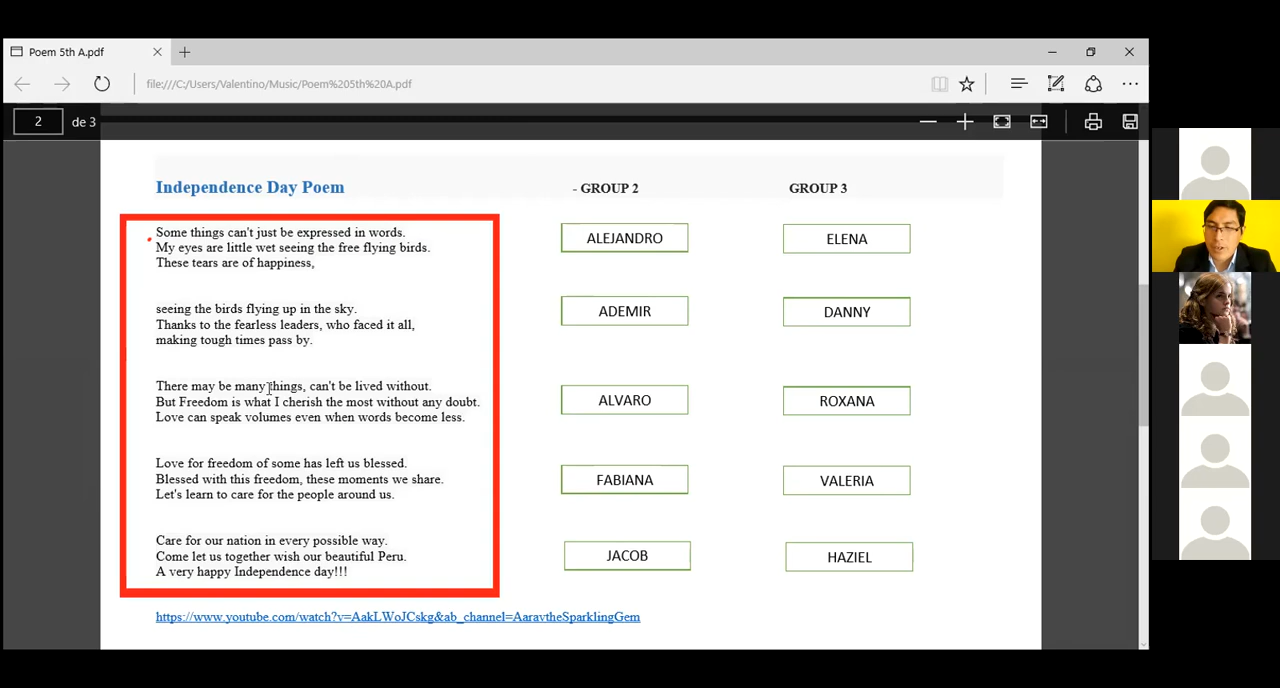 Poem 5th A.pdf
file:///C:/Users/Valentino/Music/Poem%205th%20A.pdf
2 de 3
Independence Day Poem - GROUP 2 GROUP 3
Some things can't just be expressed in words.
My eyes are little wet seeing the free flying birds.
These tears are of happiness,
ALEJANDRO ELENA
seeing the birds flying up in the sky.
Thanks to the fearless leaders, who faced it all,
making tough times pass by.
ADEMIR DANNY
There may be many things, can't be lived without.
But Freedom is what I cherish the most without any doubt.
Love can speak volumes even when words become less.
ALVARO ROXANA
Love for freedom of some has left us blessed.
Blessed with this freedom, these moments we share.
Let's learn to care for the people around us.
FABIANA VALERIA
Care for our nation in every possible way.
Come let us together wish our beautiful Peru.
A very happy Independence day!!!
JACOB HAZIEL
https://www.youtube.com/watch?v=AakLWoJCskg&ab_channel=AaravtheSparklingGem